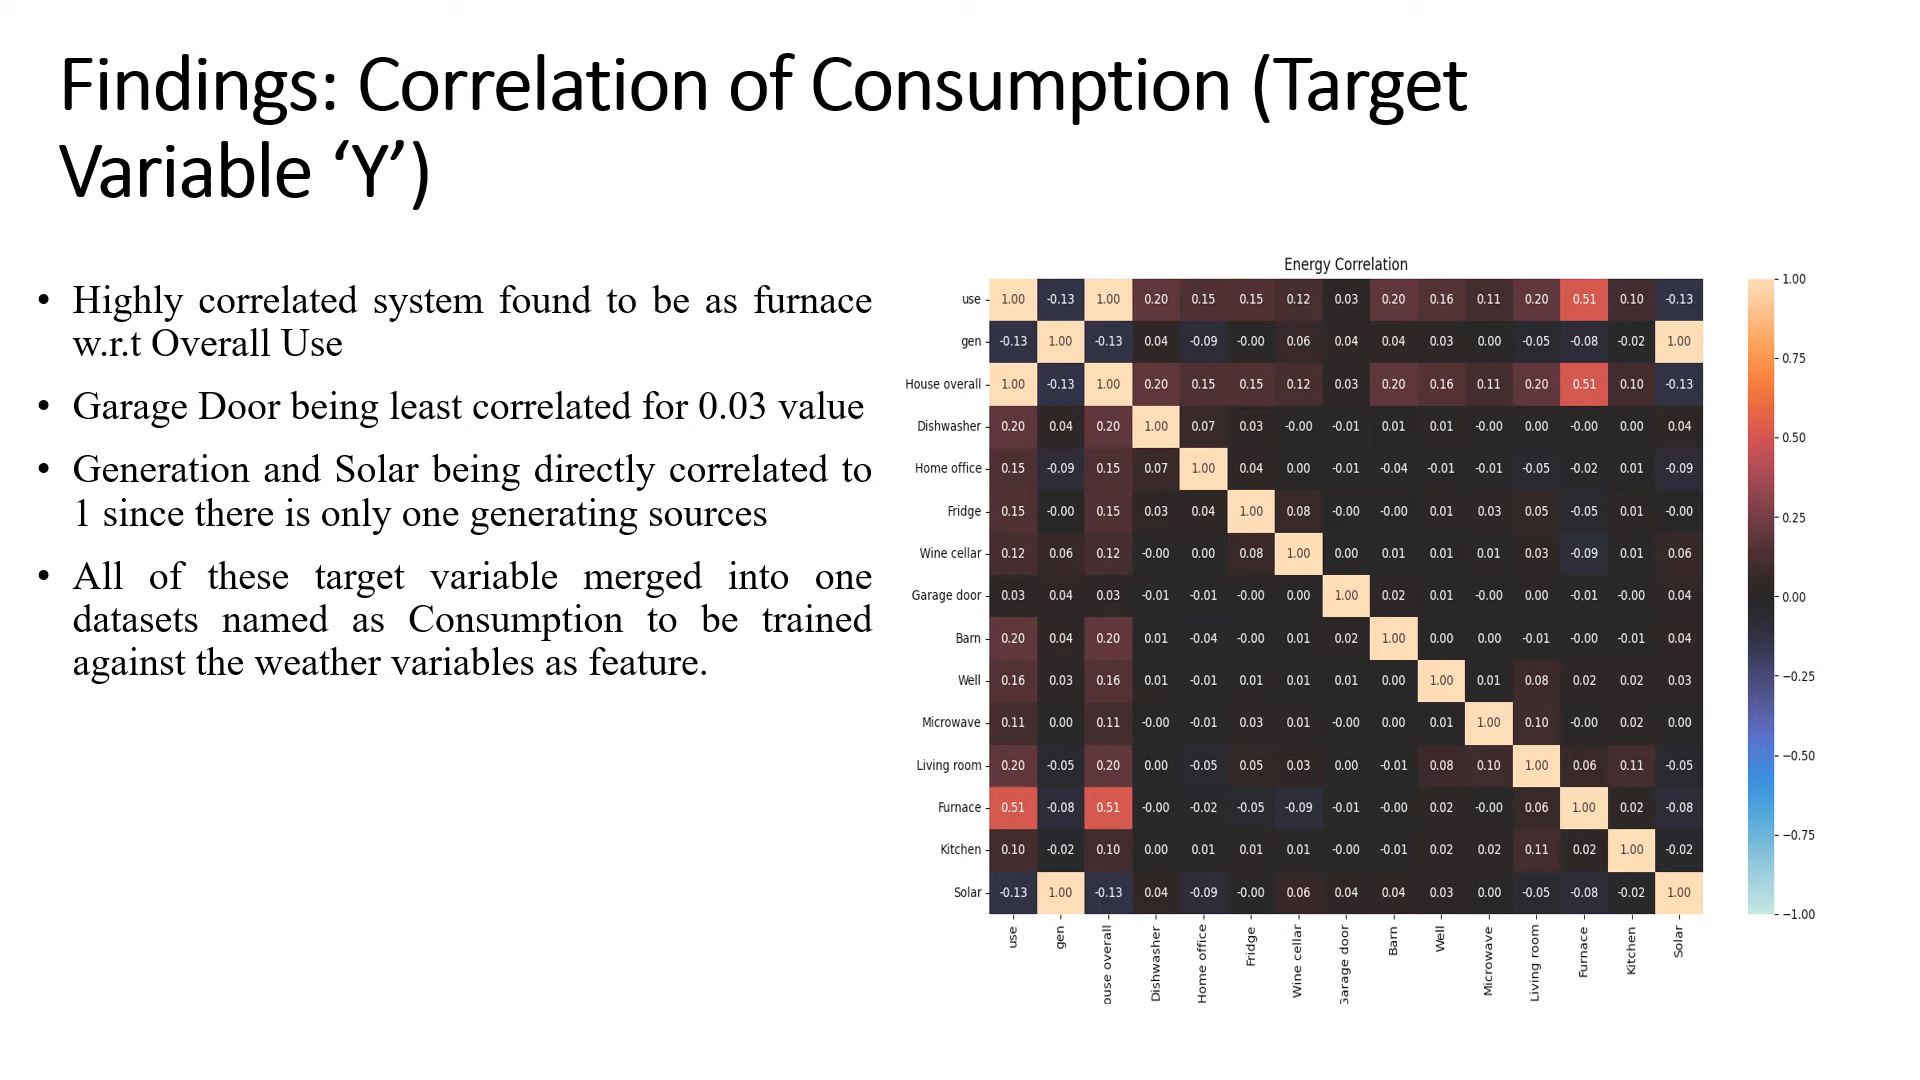 Findings: Correlation of Consumption (Target
Variable ‘Y’)
• Highly correlated system found to be as furnace
w.r.t Overall Use
• Garage Door being least correlated for 0.03 value
• Generation and Solar being directly correlated to
1 since there is only one generating sources
• All of these target variable merged into one
datasets named as Consumption to be trained
against the weather variables as feature.
Energy Correlation
use 1.00 -0.13 1.00 0.20 0.15 0.15 0.12 0.03 0.20 0.16 0.11 0.20 0.51 0.10 -0.13
gen -0.13 1.00 -0.13 0.04 -0.09 -0.00 0.06 0.04 0.04 0.03 0.00 -0.05 -0.08 -0.02 1.00
House overall 1.00 -0.13 1.00 0.20 0.15 0.15 0.12 0.03 0.20 0.16 0.11 0.20 0.51 0.10 -0.13
Dishwasher 0.20 0.04 0.20 1.00 0.07 0.03 -0.00 -0.01 0.01 0.01 -0.00 0.00 -0.00 0.00 0.04
Home office 0.15 -0.09 0.15 0.07 1.00 0.04 0.00 -0.01 -0.04 -0.01 -0.01 -0.05 -0.02 0.01 -0.09
Fridge 0.15 -0.00 0.15 0.03 0.04 1.00 0.08 -0.00 -0.00 0.01 0.03 0.05 -0.05 0.01 -0.00
Wine cellar 0.12 0.06 0.12 -0.00 0.00 0.08 1.00 0.00 0.01 0.01 0.01 0.03 -0.09 0.01 0.06
Garage door 0.03 0.04 0.03 -0.01 -0.01 -0.00 0.00 1.00 0.02 0.01 -0.00 0.00 -0.01 -0.00 0.04
Barn 0.20 0.04 0.20 0.01 -0.04 -0.00 0.01 0.02 1.00 0.00 0.00 -0.01 -0.00 -0.01 0.04
Well 0.16 0.03 0.16 0.01 -0.01 0.01 0.01 0.01 0.00 1.00 0.01 0.08 0.02 0.02 0.03
Microwave 0.11 0.00 0.11 -0.00 -0.01 0.03 0.01 -0.00 0.00 0.01 1.00 0.10 -0.00 0.02 0.00
Living room 0.20 -0.05 0.20 0.00 -0.05 0.05 0.03 0.00 -0.01 0.08 0.10 1.00 0.06 0.11 -0.05
Furnace 0.51 -0.08 0.51 -0.00 -0.02 -0.05 -0.09 -0.01 -0.00 0.02 -0.00 0.06 1.00 0.02 -0.08
Kitchen 0.10 -0.02 0.10 0.00 0.01 0.01 0.01 -0.00 -0.01 0.02 0.02 0.11 0.02 1.00 -0.02
Solar -0.13 1.00 -0.13 0.04 -0.09 -0.00 0.06 0.04 0.04 0.03 0.00 -0.05 -0.08 -0.02 1.00
use
gen
ouse overall
Dishwasher
Home office
Fridge
Wine cellar
arage door
Barn
Well
Microwave
Living room
Furnace
Kitchen
Solar
1.00
0.75
0.50
0.25
0.00
−0.25
−0.50
−0.75
−1.00